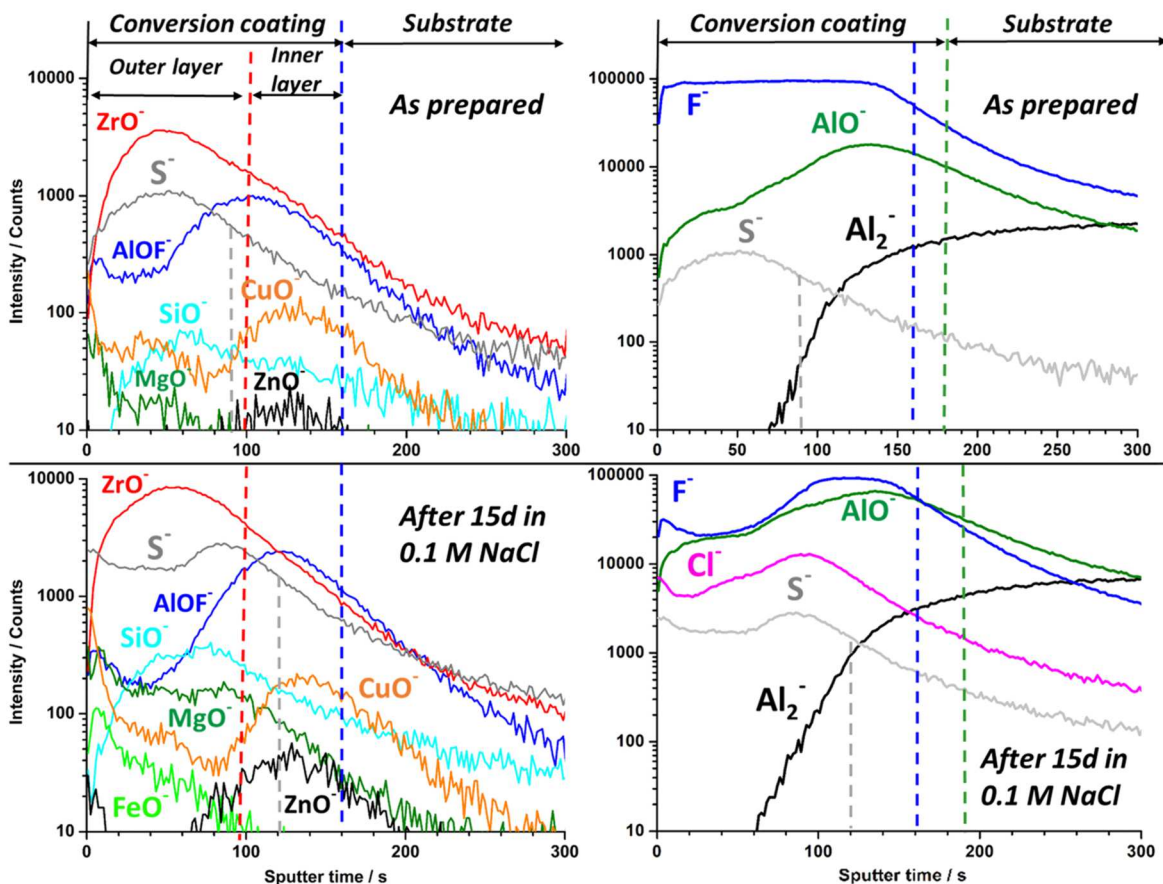 Conversion coating
Substrate
Outer layer
Inner
layer
As prepared
10000
1000
100
10
Intensity / Counts
ZrO-
S-
AlOF-
SiO-
CuO-
MgO-
ZnO-
0
100
200
300
Conversion coating
Substrate
As prepared
100000
10000
1000
100
10
F-
AlO-
S-
Al2-
0
50
100
150
200
250
300
10000
1000
100
10
Intensity / Counts
ZrO-
S-
AlOF-
SiO-
MgO-
CuO-
FeO-
ZnO-
After 15d in
0.1 M NaCl
0
100
200
300
Sputter time / s
100000
10000
1000
100
10
F-
AlO-
Cl-
S-
Al2-
After 15d in
0.1 M NaCl
0
50
100
150
200
250
300
Sputter time / s